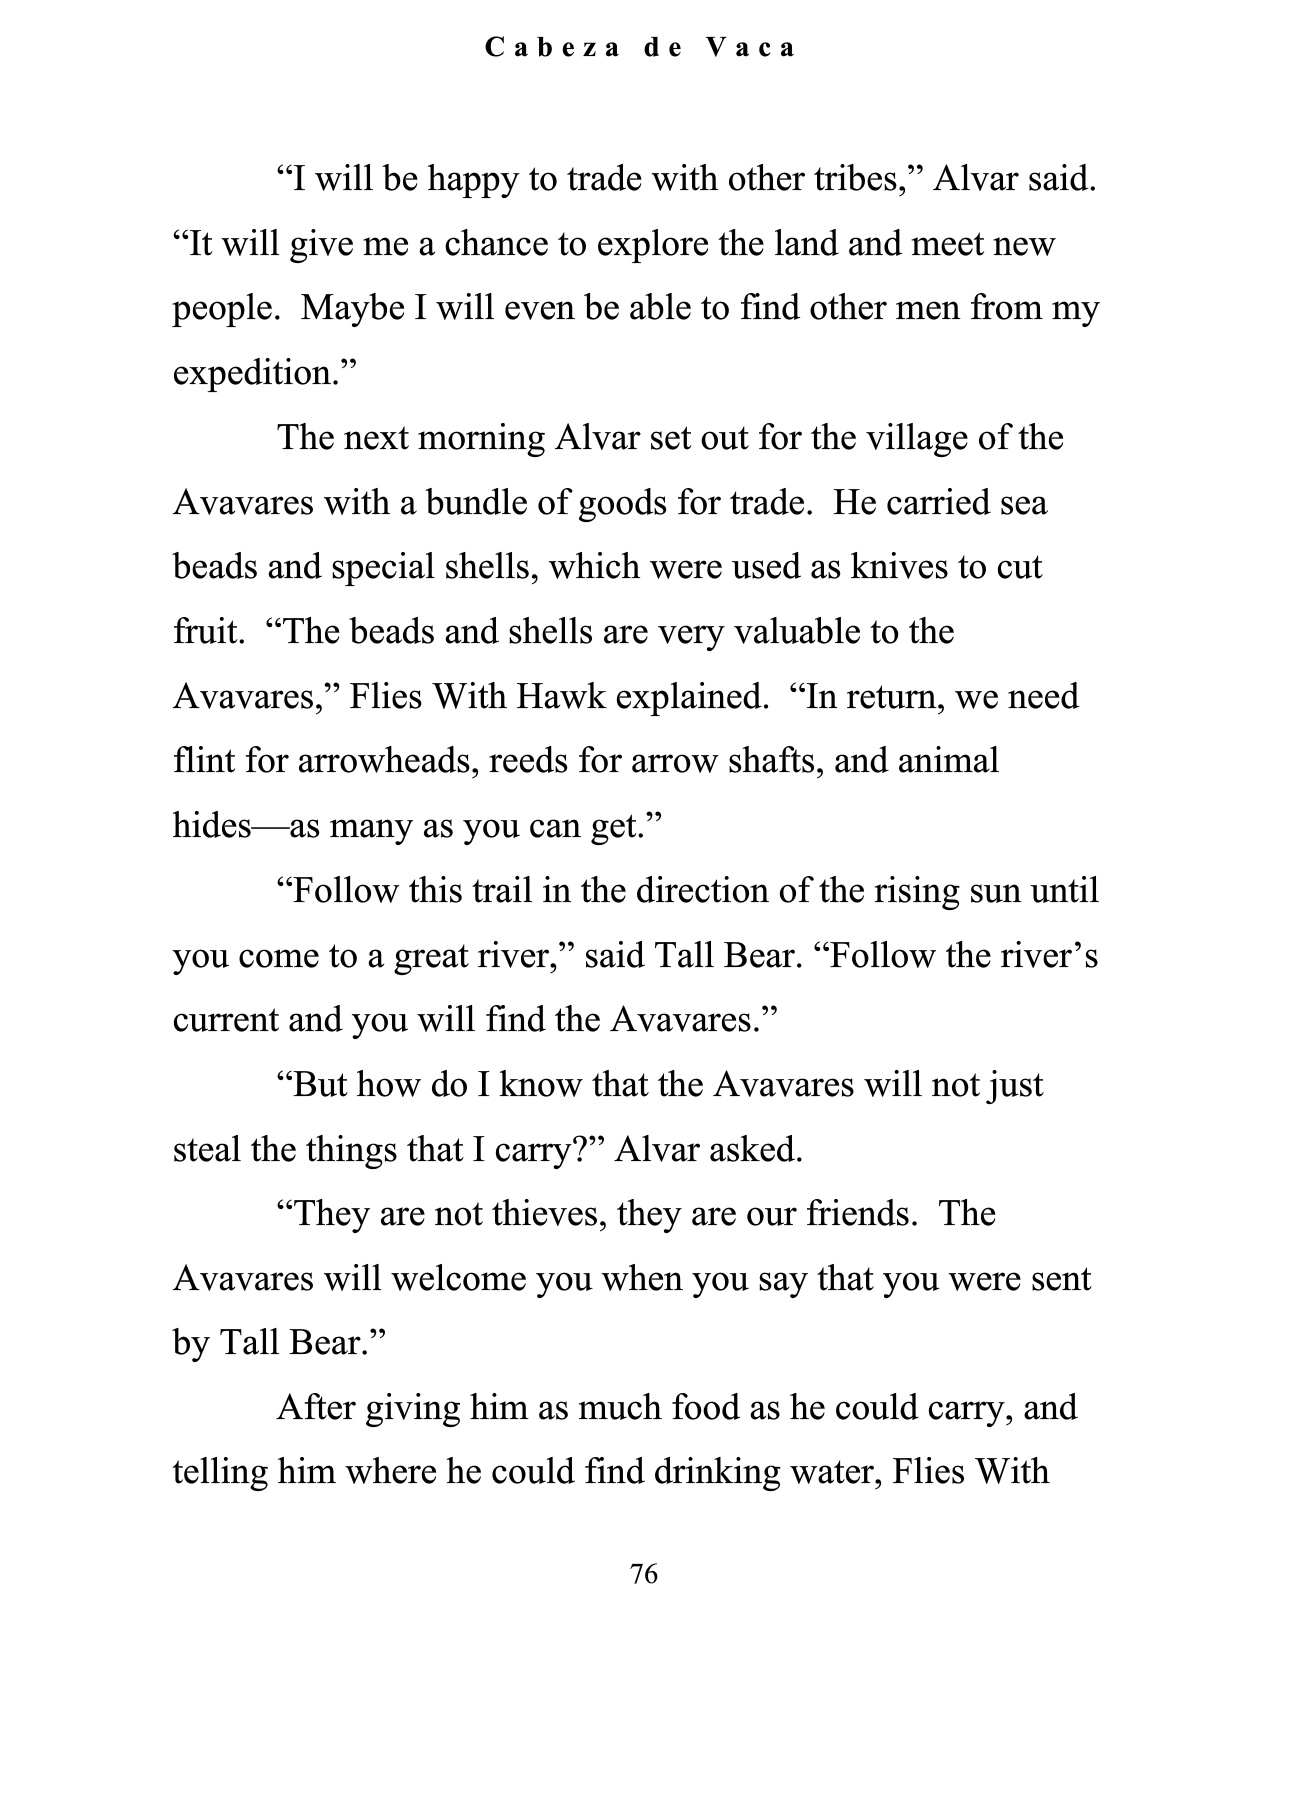 Cabeza de Vaca
“I will be happy to trade with other tribes,” Alvar said.
“It will give me a chance to explore the land and meet new
people.  Maybe I will even be able to find other men from my
expedition.”
The next morning Alvar set out for the village of the
Avavares with a bundle of goods for trade.  He carried sea
beads and special shells, which were used as knives to cut
fruit.  “The beads and shells are very valuable to the
Avavares,” Flies With Hawk explained.  “In return, we need
flint for arrowheads, reeds for arrow shafts, and animal
hides—as many as you can get.”
“Follow this trail in the direction of the rising sun until
you come to a great river,” said Tall Bear. “Follow the river’s
current and you will find the Avavares.”
“But how do I know that the Avavares will not just
steal the things that I carry?” Alvar asked.
“They are not thieves, they are our friends.  The
Avavares will welcome you when you say that you were sent
by Tall Bear.”
After giving him as much food as he could carry, and
telling him where he could find drinking water, Flies With
76